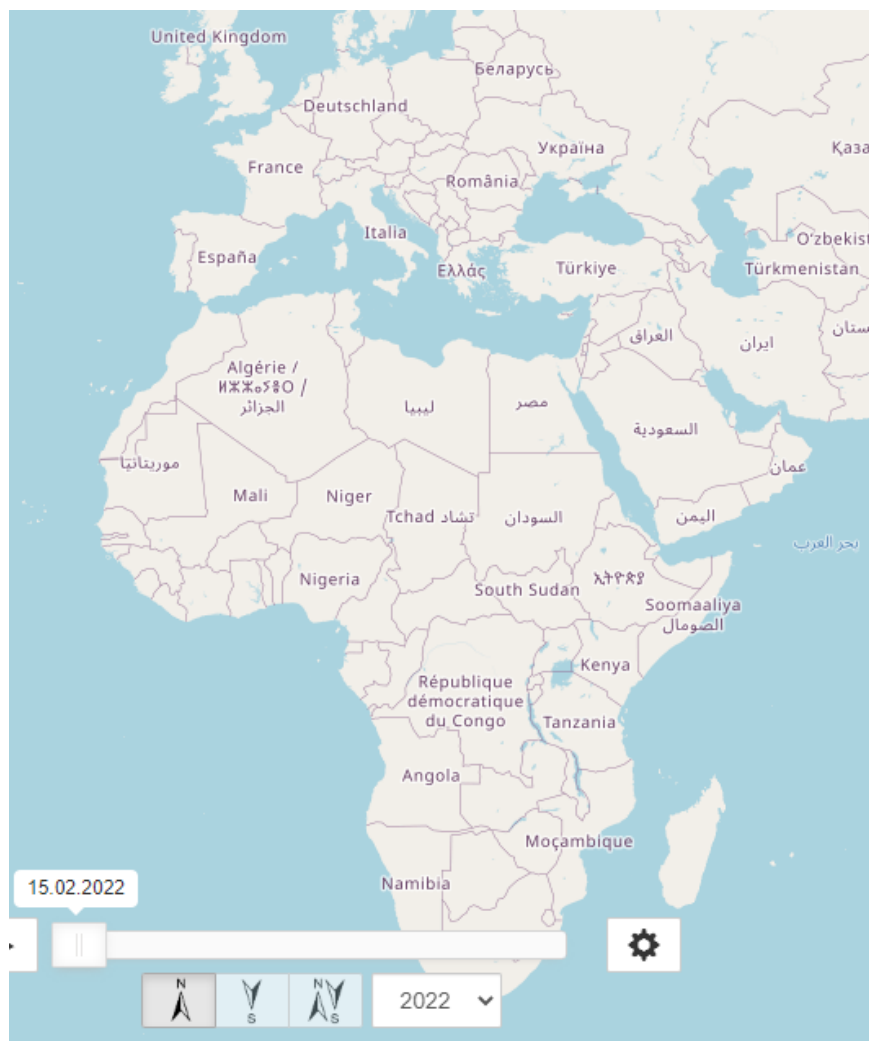 United Kingdom
Беларусь
Deutschland
Україна
France
Қаза
România
Italia
O‘zbekist
España
Ελλάς
Türkiye
Türkmenistan
العراق
ایران
ستان
Algérie /
ⵍⵣⵣⴰⵢⴻⵔ /
الجزائر
ليبيا
مصر
السعودية
عمان
موريتانيا
Mali
Niger
Tchad تشاد
السودان
اليمن
بحر العرب
Nigeria
South Sudan
ኢትዮጵያ
Soomaaliya
الصومال
Kenya
République
démocratique
du Congo
Tanzania
Angola
Moçambique
Namibia
15.02.2022
N
S
N
S
2022